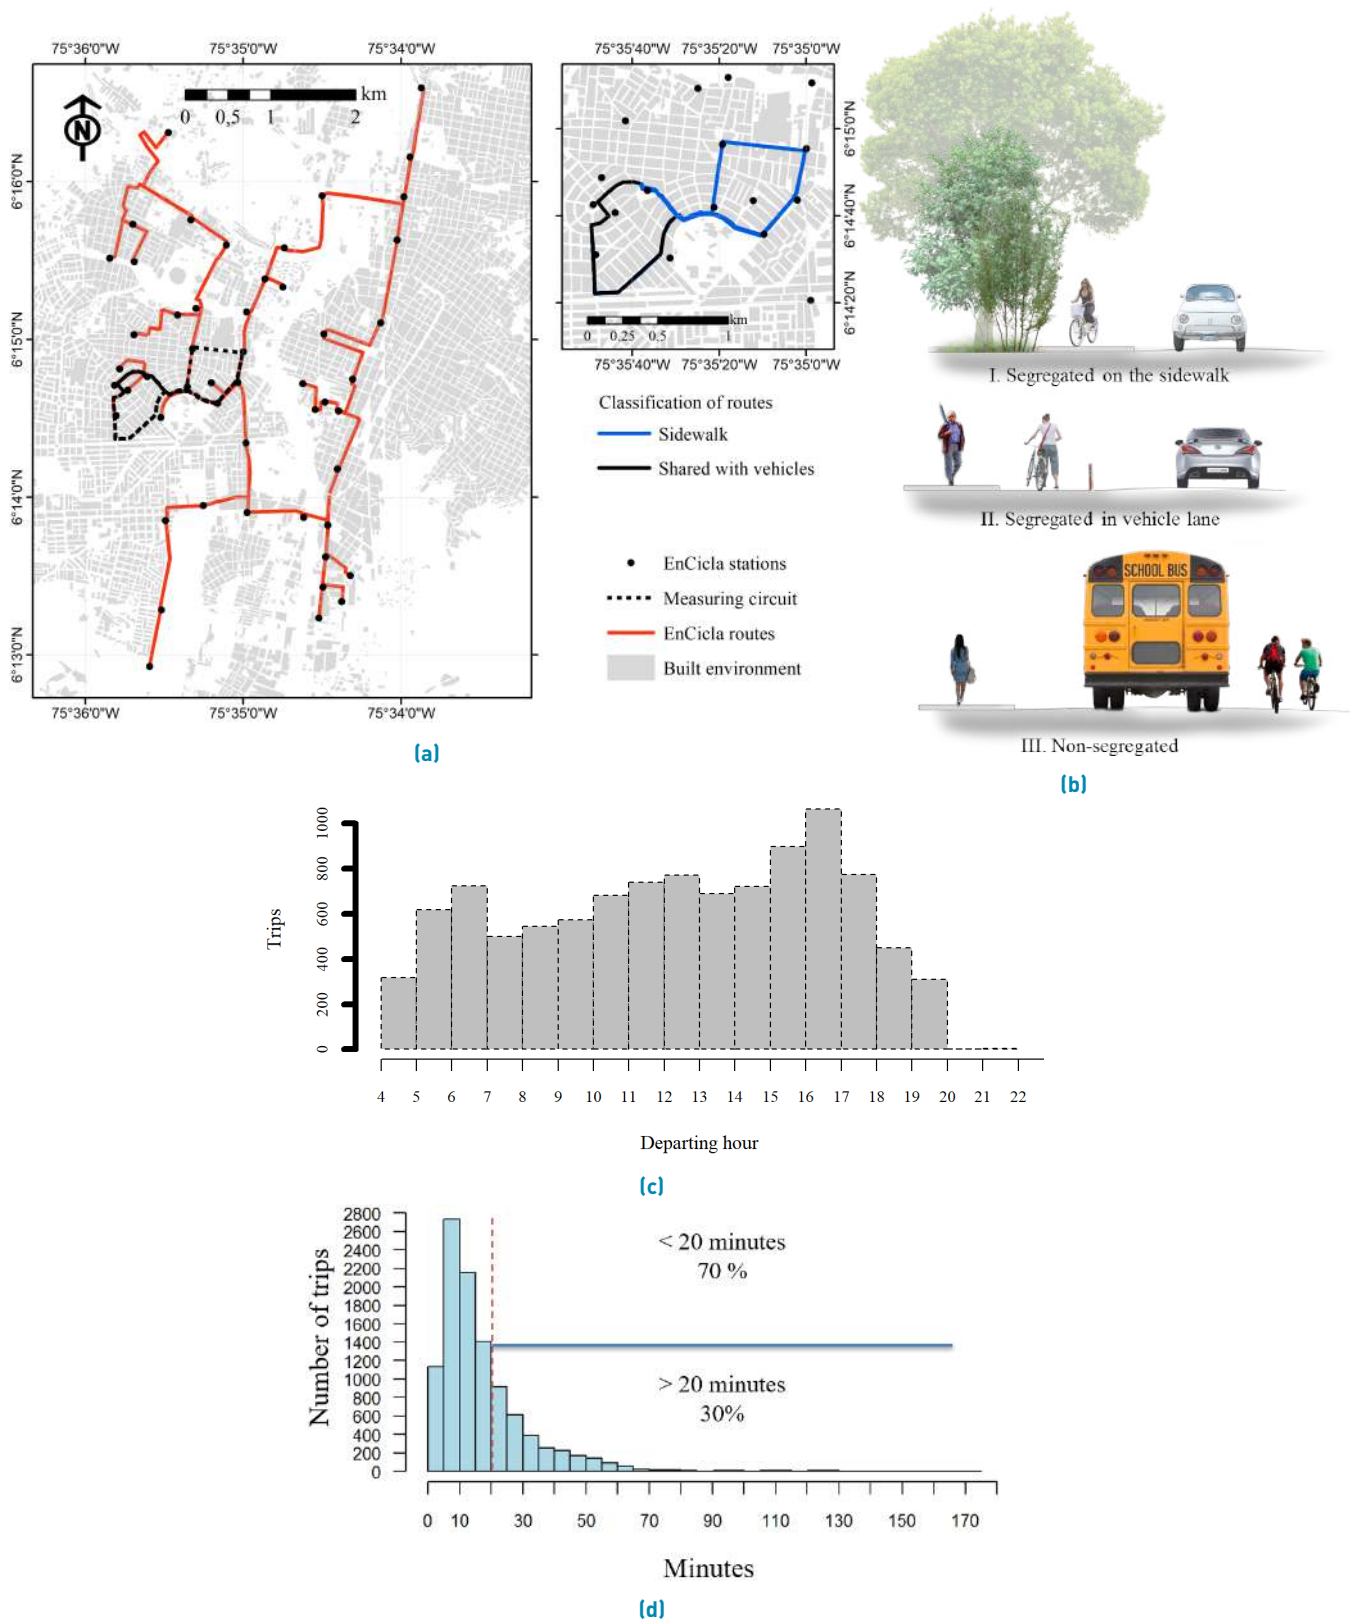 75°36'0"W
75°35'0"W
75°34'0"W
6°16'0"N
6°15'0"N
6°14'0"N
6°13'0"N
N
km
0
0,5
1
2
75°36'0"W
75°35'0"W
75°34'0"W
(a)
75°35'40"W
75°35'20"W
75°35'0"W
6°15'0"N
6°14'40"N
6°14'20"N
km
0
0.25
0.5
1
75°35'40"W
75°35'20"W
75°35'0"W
Classification of routes
Sidewalk
Shared with vehicles
EnCicla stations
Measuring circuit
EnCicla routes
Built environment
I. Segregated on the sidewalk
II. Segregated in vehicle lane
SCHOOL BUS
III. Non-segregated
(b)
Trips
1000
800
600
400
200
0
4 5 6 7 8 9 10 11 12 13 14 15 16 17 18 19 20 21 22
Departing hour
(c)
Number of trips
2800
2600
2400
2200
2000
1800
1600
1400
1200
1000
800
600
400
200
0
< 20 minutes
70 %
> 20 minutes
30%
0 10 30 50 70 90 110 130 150 170
Minutes
(d)